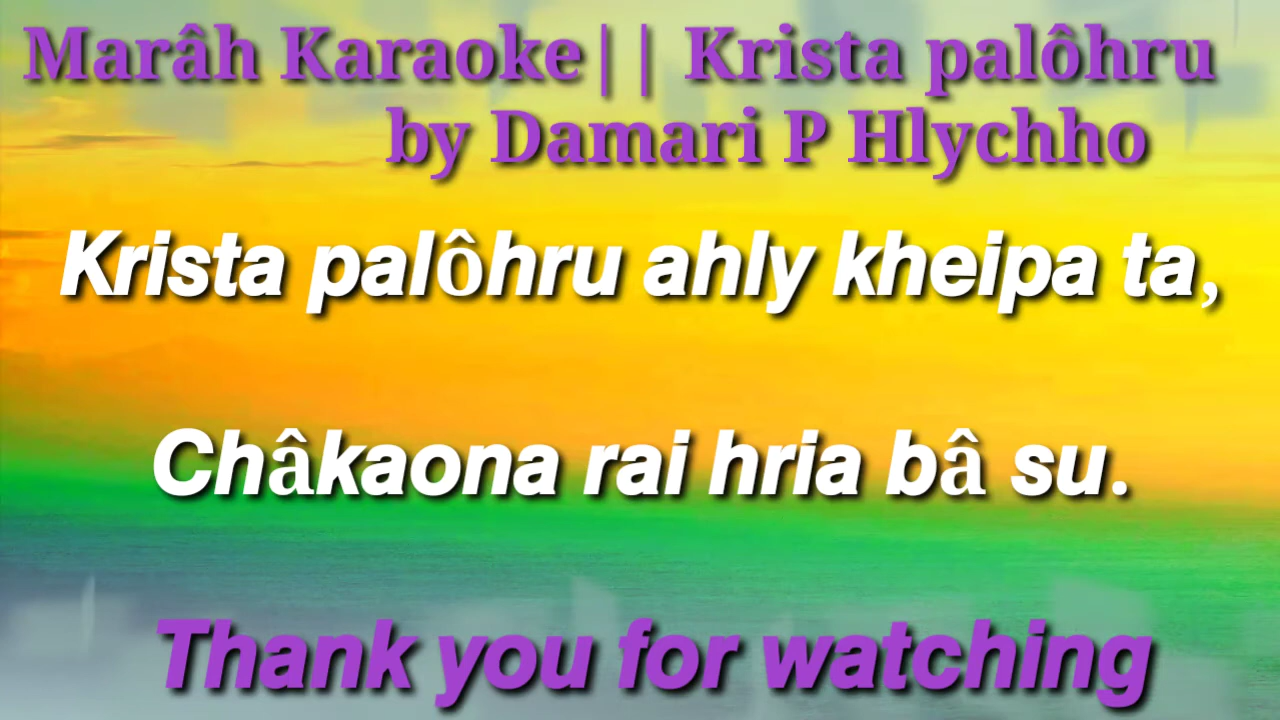 Marâh Karaoke|| Krista palôhru
by Damari P Hlychho
Krista palôhru ahly kheipa ta,
Châkaona rai hria bâ su.
Thank you for watching